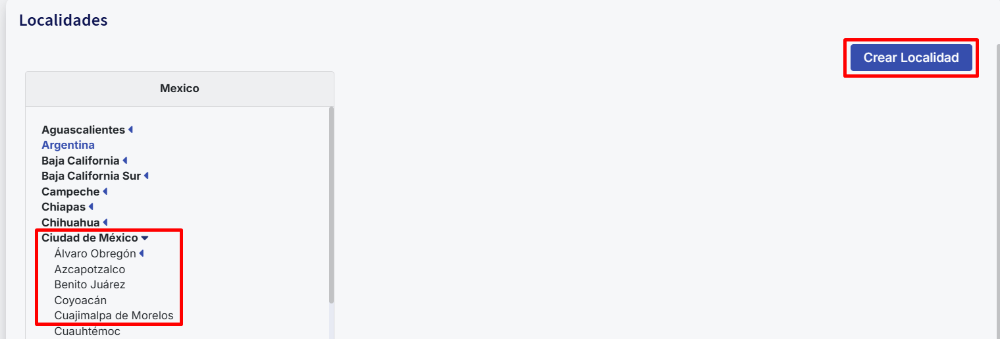 Localidades
Crear Localidad
Mexico
Aguascalientes
Argentina
Baja California
Baja California Sur
Campeche
Chiapas
Chihuahua
Ciudad de México
Álvaro Obregón
Azcapotzalco
Benito Juárez
Coyoacán
Cuajimalpa de Morelos
Cuauhtémoc